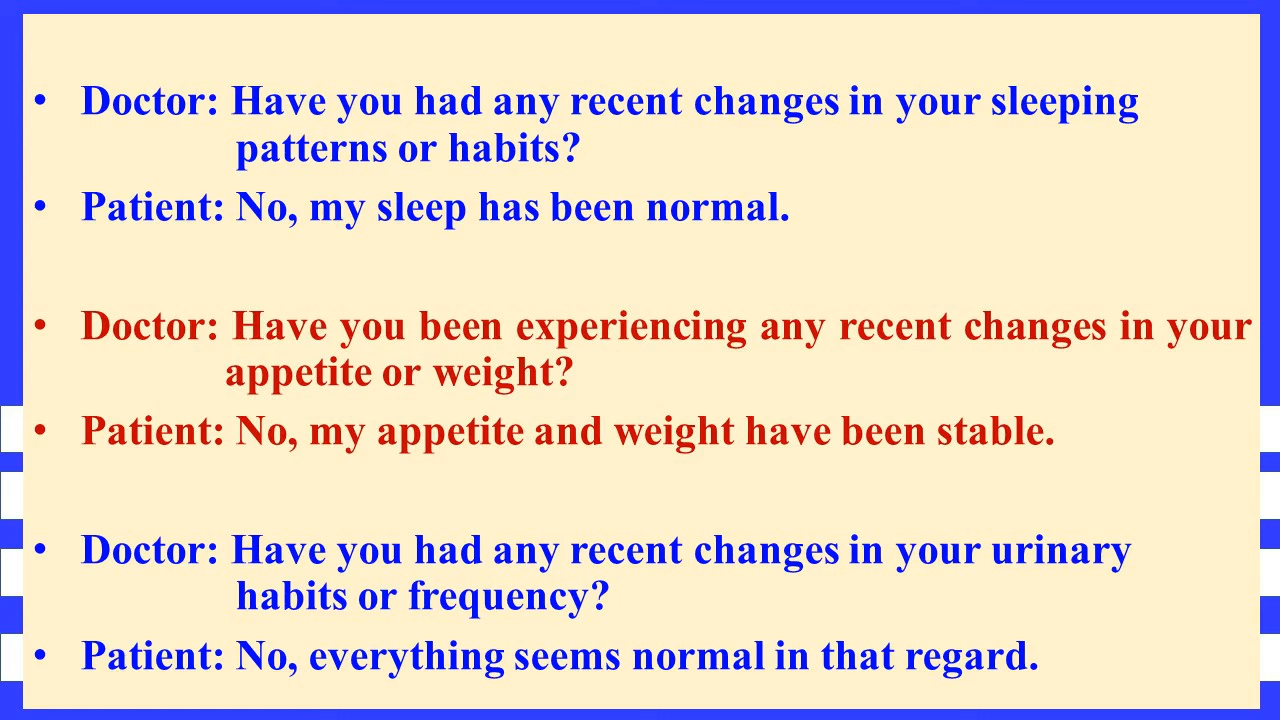 • Doctor: Have you had any recent changes in your sleeping
patterns or habits?
• Patient: No, my sleep has been normal.
• Doctor: Have you been experiencing any recent changes in your
appetite or weight?
• Patient: No, my appetite and weight have been stable.
• Doctor: Have you had any recent changes in your urinary
habits or frequency?
• Patient: No, everything seems normal in that regard.